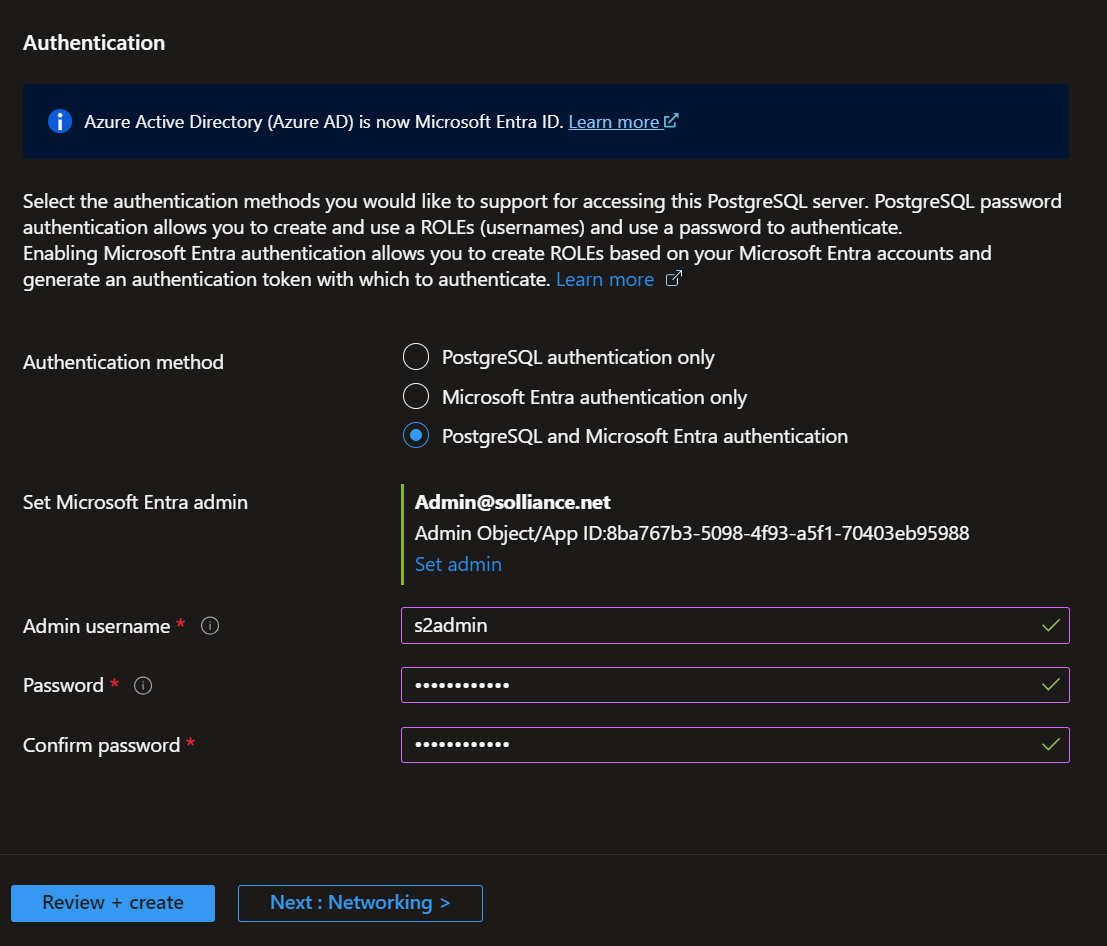 Authentication
Azure Active Directory (Azure AD) is now Microsoft Entra ID. Learn more
Select the authentication methods you would like to support for accessing this PostgreSQL server. PostgreSQL password
authentication allows you to create and use a ROLEs (usernames) and use a password to authenticate.
Enabling Microsoft Entra authentication allows you to create ROLEs based on your Microsoft Entra accounts and
generate an authentication token with which to authenticate. Learn more
Authentication method
PostgreSQL authentication only
Microsoft Entra authentication only
PostgreSQL and Microsoft Entra authentication
Set Microsoft Entra admin
Admin@solliance.net
Admin Object/App ID:8ba767b3-5098-4f93-a5f1-70403eb95988
Set admin
Admin username *
s2admin
Password *
••••••••••••
Confirm password *
••••••••••••
Review + create
Next : Networking >